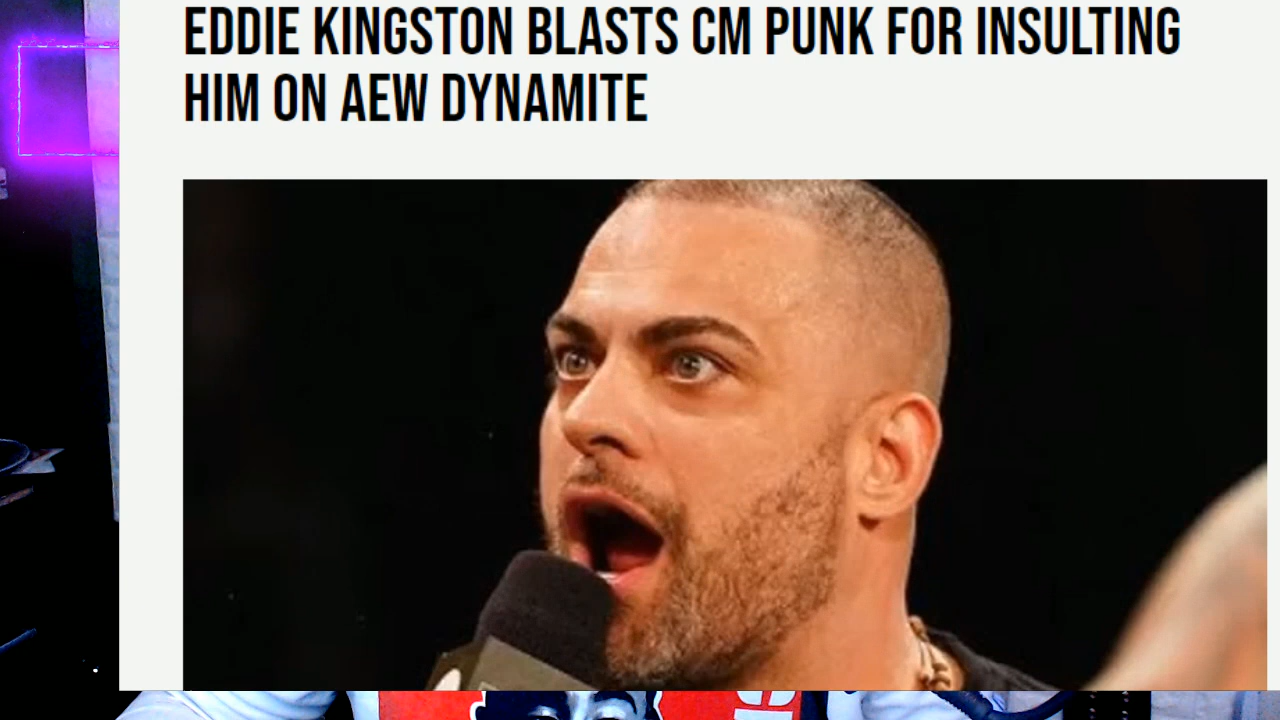 EDDIE KINGSTON BLASTS CM PUNK FOR INSULTING
HIM ON AEW DYNAMITE